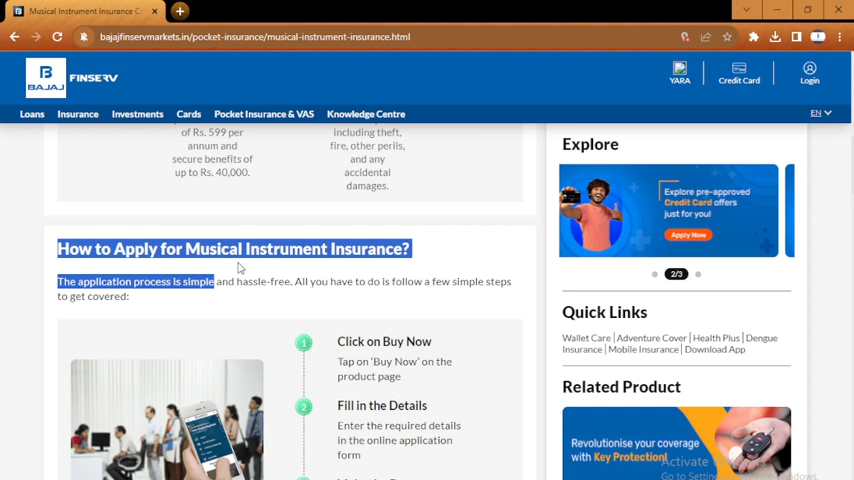 Musical Instrument Insurance C
bajajfinservmarkets.in/pocket-insurance/musical-instrument-insurance.html
BAJAJ
FINSERV
YARA
Credit Card
Login
Loans
Insurance
Investments
Cards
Pocket Insurance & VAS
Knowledge Centre
EN
of Rs. 599 per
annum and
secure benefits of
up to Rs. 40,000.
including theft,
fire, other perils,
and any
accidental
damages.
How to Apply for Musical Instrument Insurance?
The application process is simple and hassle-free. All you have to do is follow a few simple steps
to get covered:
1
Click on Buy Now
Tap on ‘Buy Now’ on the
product page
2
Fill in the Details
Enter the required details
in the online application
form
Explore
Explore pre-approved
Credit Card offers
just for you!
Apply Now
2/3
Quick Links
Wallet Care | Adventure Cover | Health Plus | Dengue
Insurance | Mobile Insurance | Download App
Related Product
Revolutionise your coverage
with Key Protection!
Activate
Go to Setting